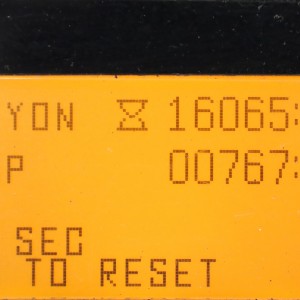 YON ⌛ 16065:
P 00767:
SEC
TO RESET